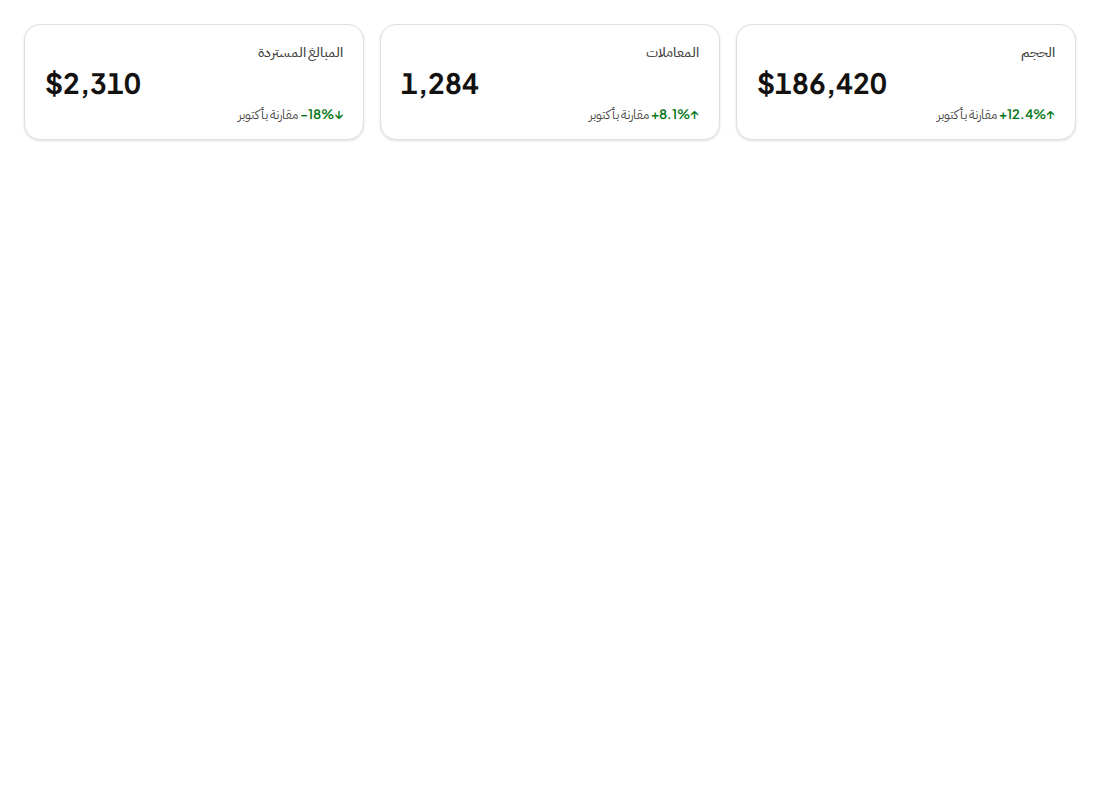 الحجم
$186,420
↑+12.4% مقارنة بأكتوبر
المعاملات
1,284
↑+8.1% مقارنة بأكتوبر
المبالغ المستردة
$2,310
↓−18% مقارنة بأكتوبر